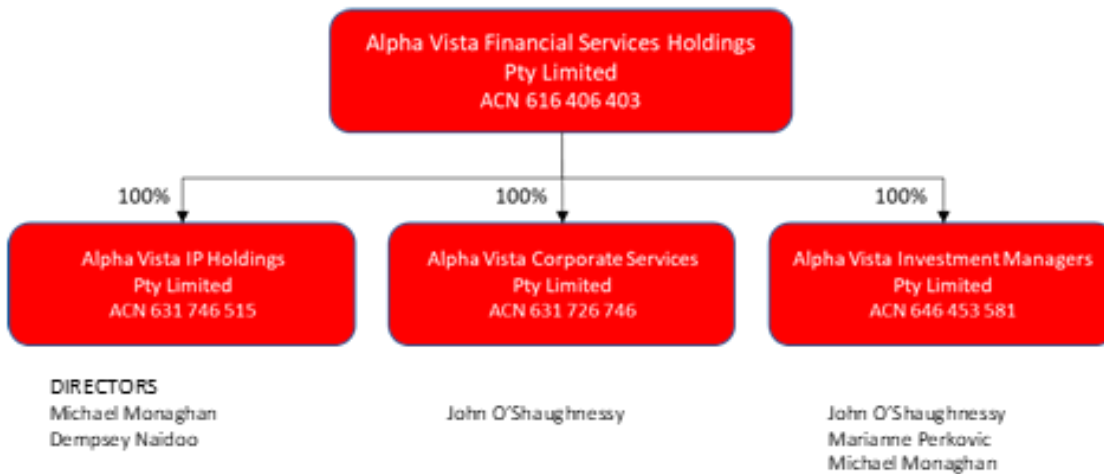 Alpha Vista Financial Services Holdings
Pty Limited
ACN 616 406 403
100%
100%
100%
Alpha Vista IP Holdings
Pty Limited
ACN 631 746 515
Alpha Vista Corporate Services
Pty Limited
ACN 631 726 746
Alpha Vista Investment Managers
Pty Limited
ACN 646 453 581
DIRECTORS
Michael Monaghan
Dempsey Naidoo
John O'Shaughnessy
John O'Shaughnessy
Marianne Perkovic
Michael Monaghan